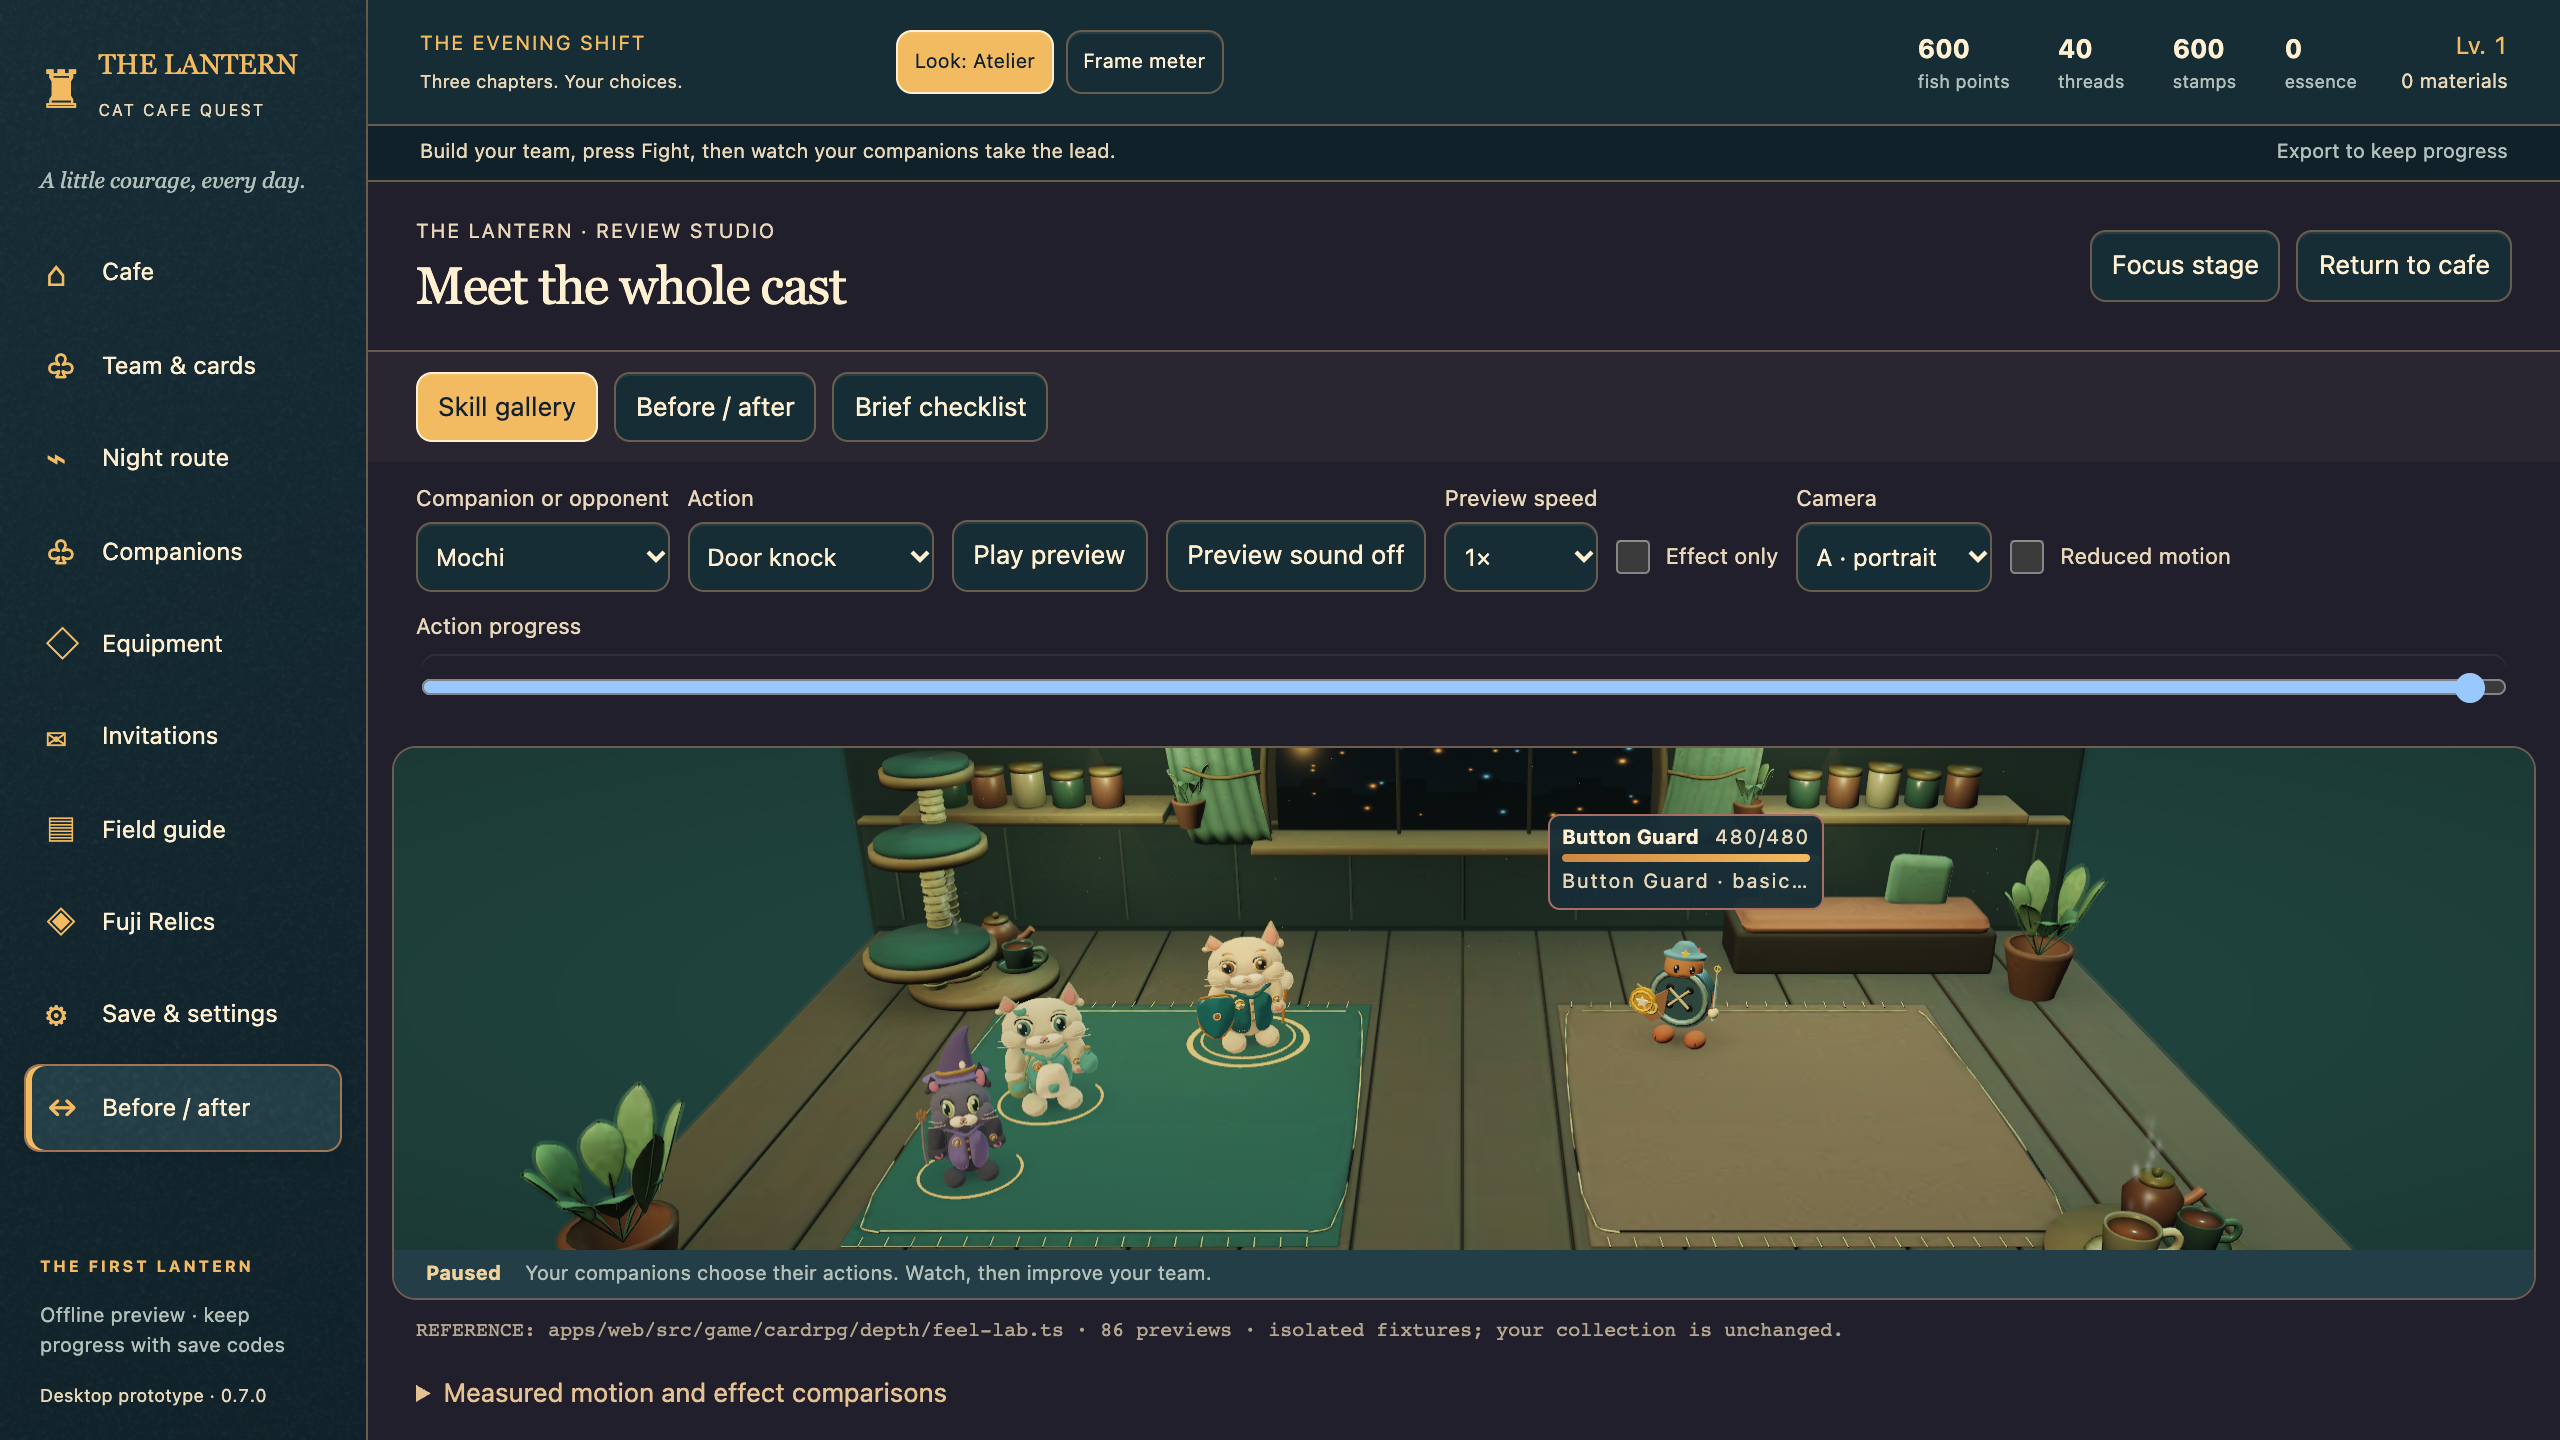 THE LANTERN
CAT CAFE QUEST
A little courage, every day.
Cafe
Team & cards
Night route
Companions
Equipment
Invitations
Field guide
Fuji Relics
Save & settings
Before / after
THE FIRST LANTERN
Offline preview · keep
progress with save codes
Desktop prototype · 0.7.0
THE EVENING SHIFT
Three chapters. Your choices.
Look: Atelier
Frame meter
600
fish points
40
threads
600
stamps
0
essence
Lv. 1
0 materials
Build your team, press Fight, then watch your companions take the lead.
Export to keep progress
THE LANTERN · REVIEW STUDIO
Meet the whole cast
Focus stage
Return to cafe
Skill gallery
Before / after
Brief checklist
Companion or opponent
Mochi
Action
Door knock
Play preview
Preview sound off
Preview speed
1×
Effect only
Camera
A · portrait
Reduced motion
Action progress
Button Guard 480/480
Button Guard · basic…
Paused Your companions choose their actions. Watch, then improve your team.
REFERENCE: apps/web/src/game/cardrpg/depth/feel-lab.ts · 86 previews · isolated fixtures; your collection is unchanged.
Measured motion and effect comparisons